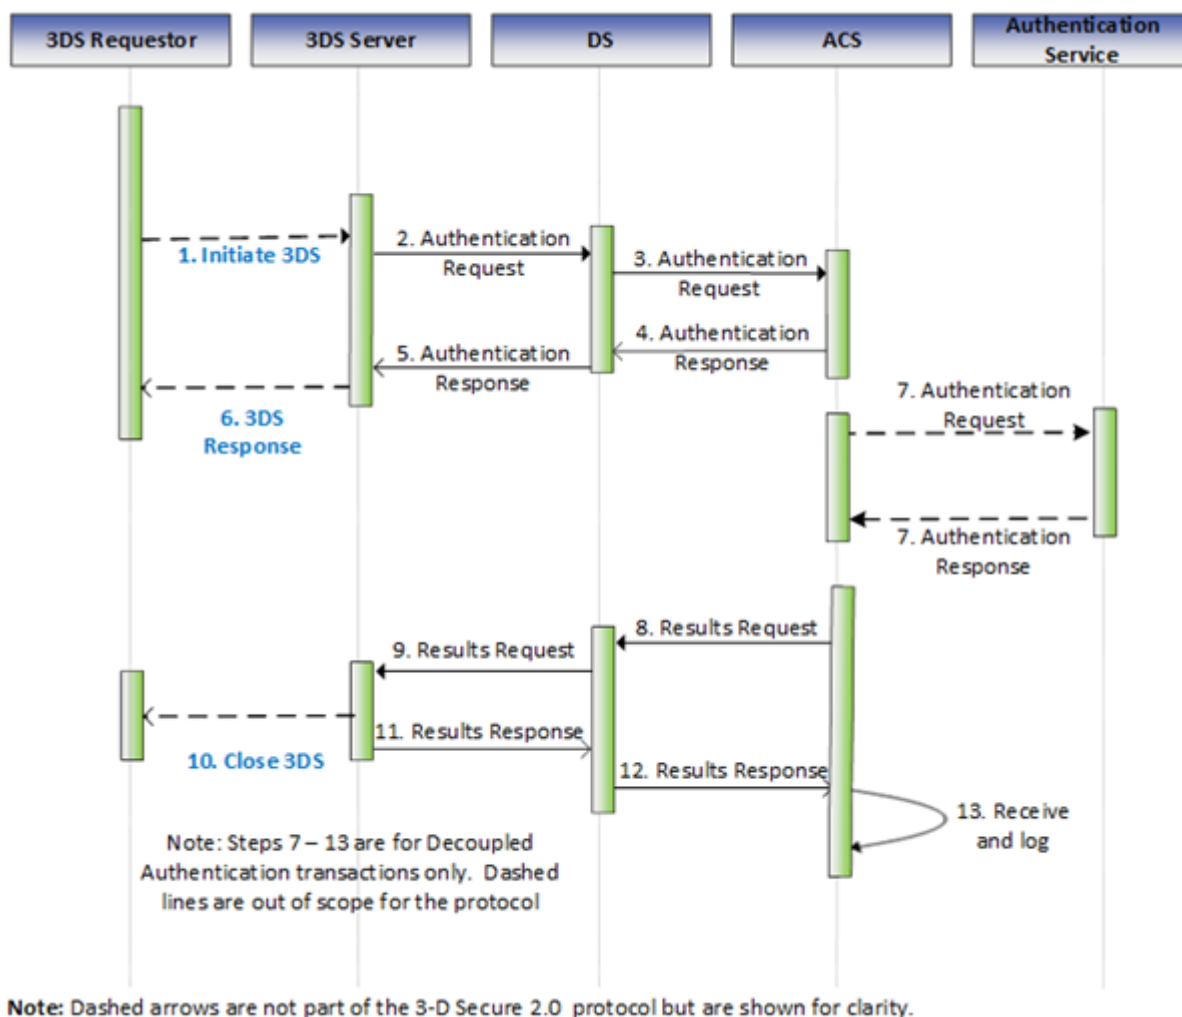 3DS Requestor
3DS Server
DS
ACS
Authentication
Service
1. Initiate 3DS
2. Authentication
Request
3. Authentication
Request
4. Authentication
Response
5. Authentication
Response
6. 3DS
Response
7. Authentication
Request
7. Authentication
Response
8. Results Request
9. Results Request
10. Close 3DS
11. Results Response
12. Results Response
13. Receive
and log
Note: Steps 7 – 13 are for Decoupled
Authentication transactions only. Dashed
lines are out of scope for the protocol
Note: Dashed arrows are not part of the 3-D Secure 2.0 protocol but are shown for clarity.